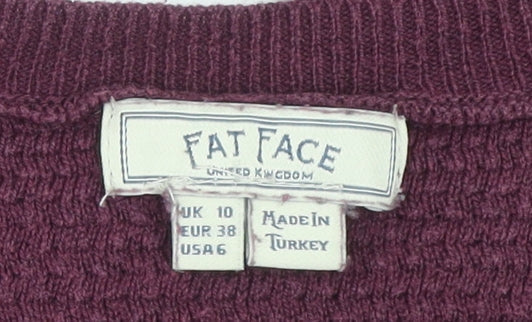 FAT FACE
UNITED KINGDOM
UK 10
EUR 38
USA 6
MADE IN
TURKEY